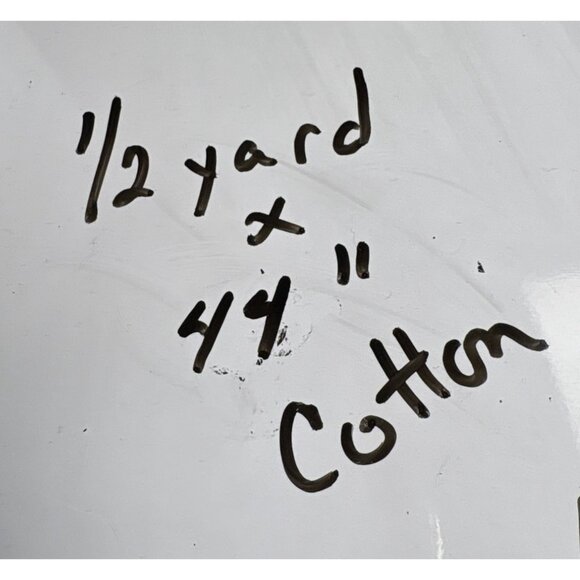 1/2 yard
x
44"
Cotton